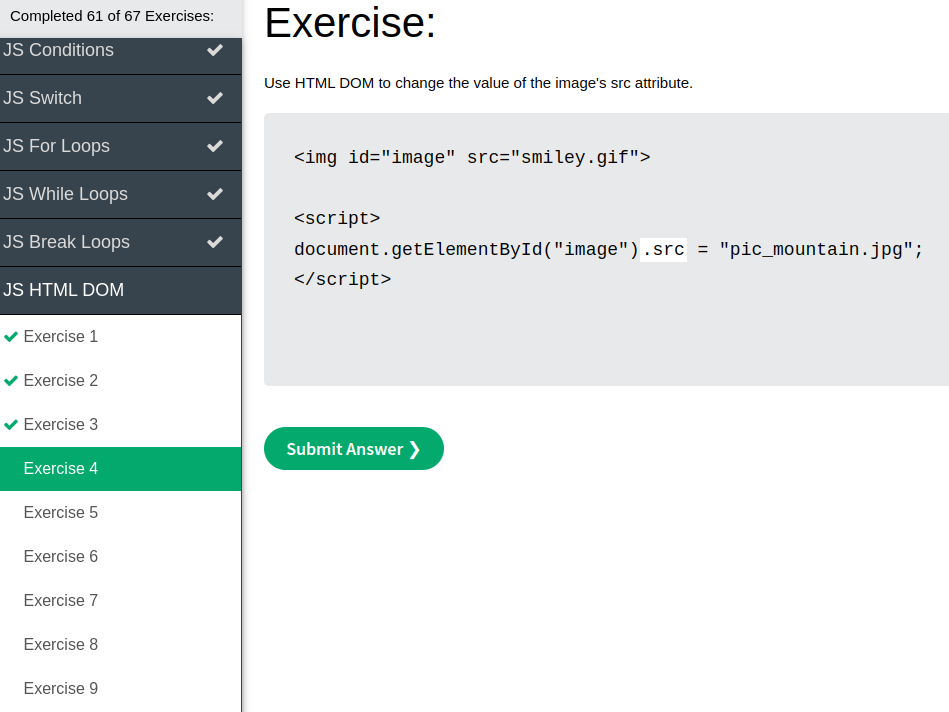 Completed 61 of 67 Exercises:
JS Conditions
JS Switch
JS For Loops
JS While Loops
JS Break Loops
JS HTML DOM
Exercise 1
Exercise 2
Exercise 3
Exercise 4
Exercise 5
Exercise 6
Exercise 7
Exercise 8
Exercise 9
Exercise:
Use HTML DOM to change the value of the image's src attribute.
<img id="image" src="smiley.gif">
<script>
document.getElementById("image").src = "pic_mountain.jpg";
</script>
Submit Answer ❯